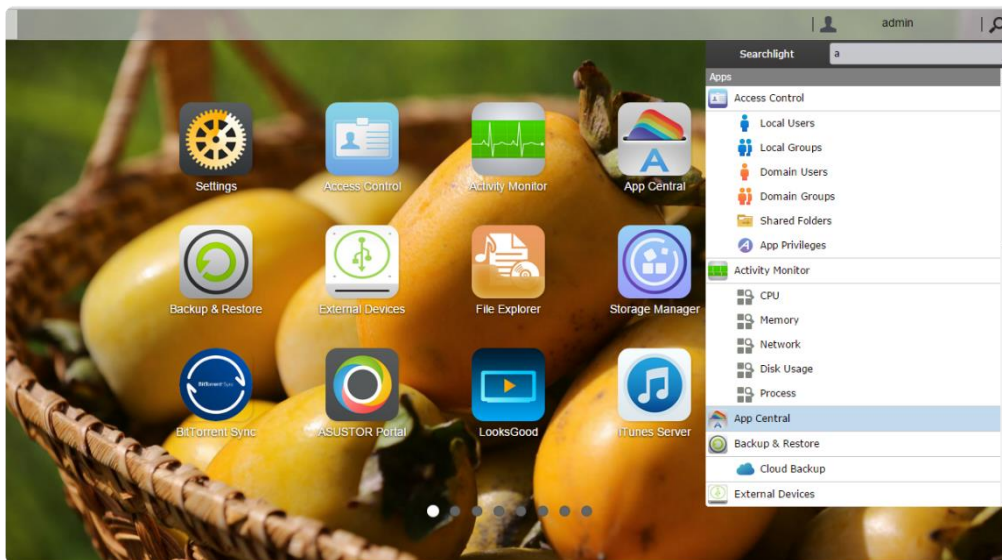 admin
Searchlight a
Apps
Access Control
Local Users
Local Groups
Domain Users
Domain Groups
Shared Folders
App Privileges
Activity Monitor
CPU
Memory
Network
Disk Usage
Process
App Central
Backup & Restore
Cloud Backup
External Devices
Settings
Access Control
Activity Monitor
App Central
Backup & Restore
External Devices
File Explorer
Storage Manager
BitTorrent Sync
BitTorrent Sync
ASUSTOR Portal
LooksGood
iTunes Server